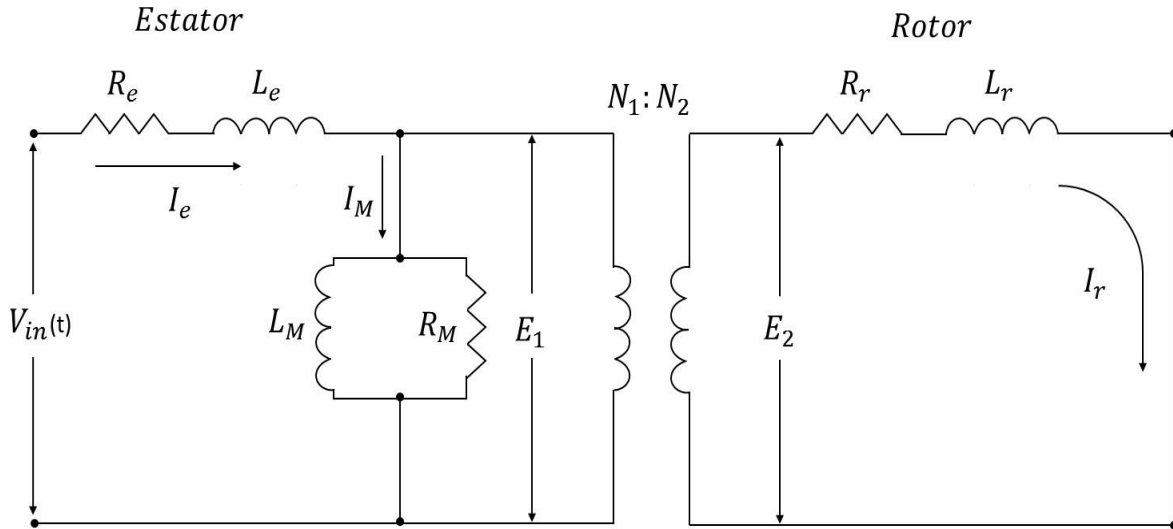 Estator
Rotor
R_e
L_e
N_1:N_2
R_r
L_r
I_e
I_M
V_in(t)
L_M
R_M
E_1
E_2
I_r